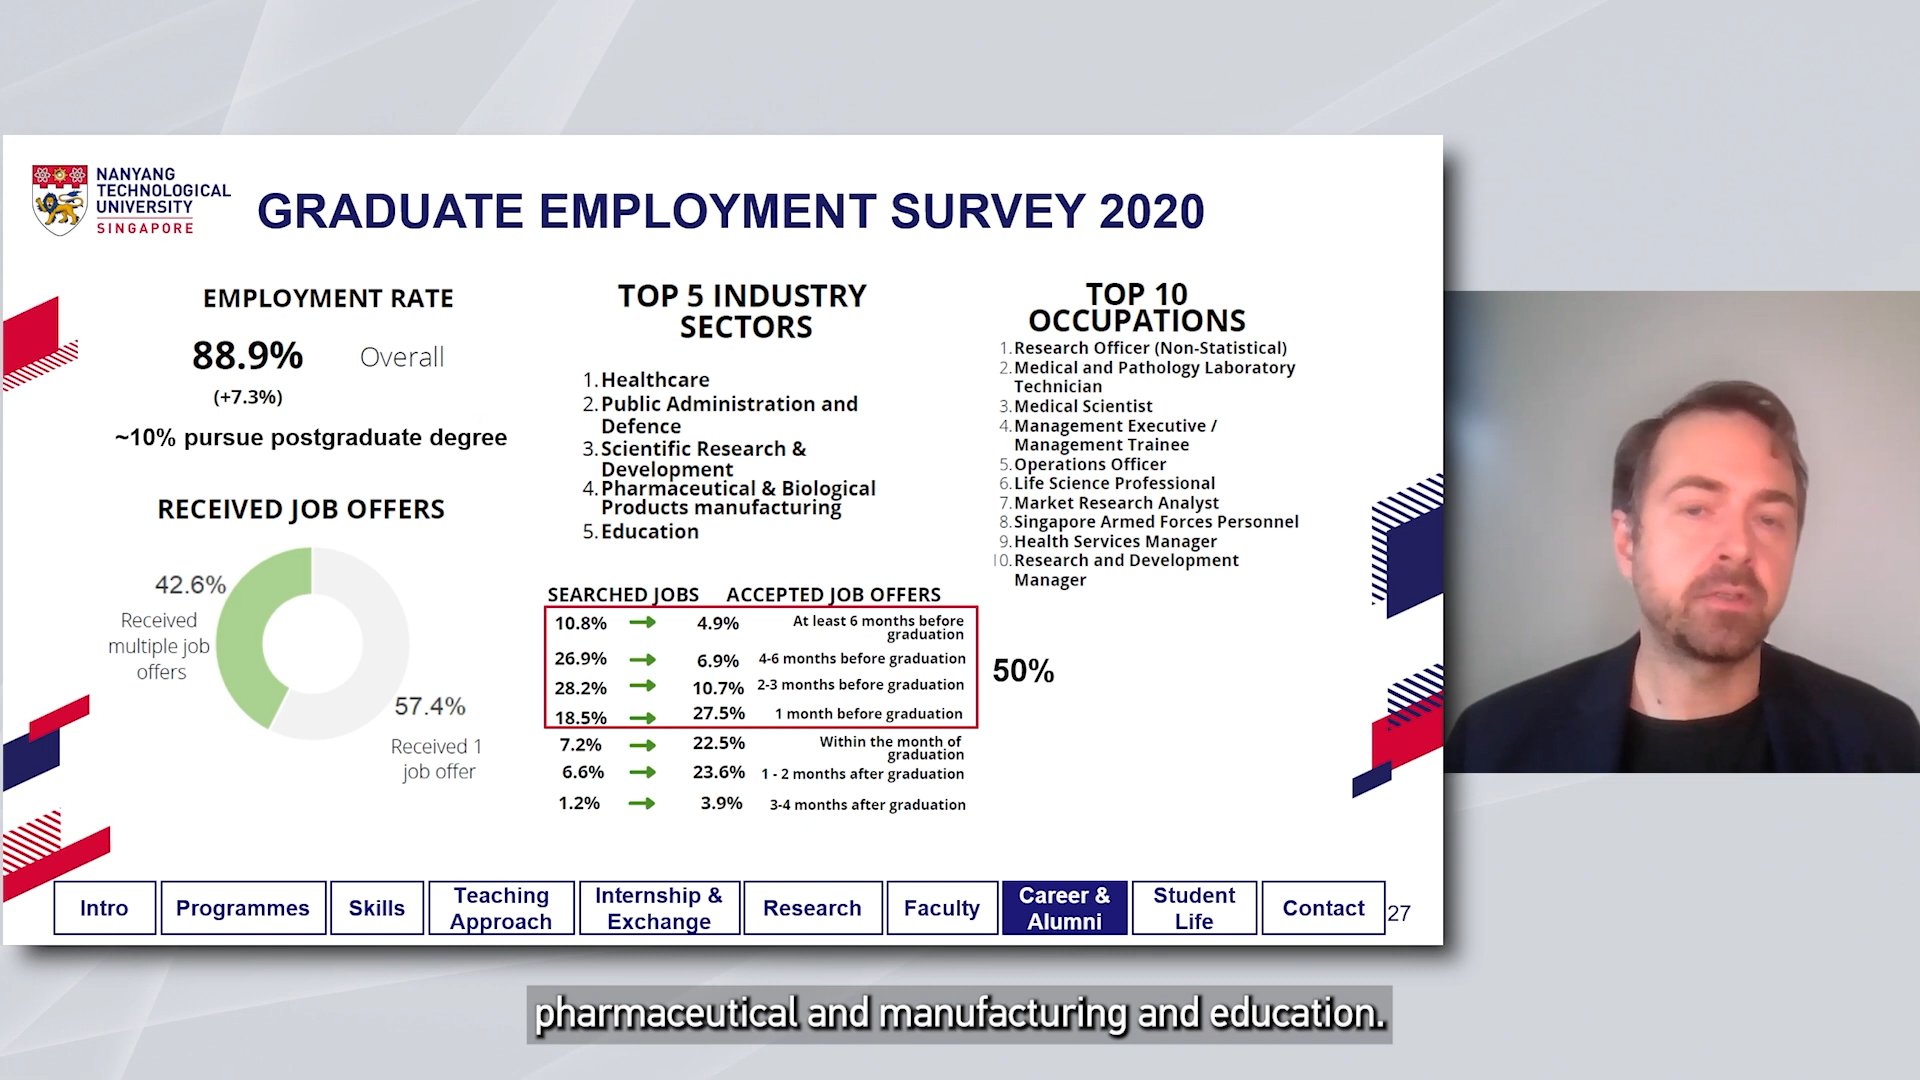 NANYANG
TECHNOLOGICAL
UNIVERSITY
SINGAPORE
GRADUATE EMPLOYMENT SURVEY 2020
EMPLOYMENT RATE
88.9% Overall
(+7.3%)
~10% pursue postgraduate degree
RECEIVED JOB OFFERS
42.6%
Received
multiple job
offers
57.4%
Received 1
job offer
TOP 5 INDUSTRY
SECTORS
1. Healthcare
2. Public Administration and
Defence
3. Scientific Research &
Development
4. Pharmaceutical & Biological
Products manufacturing
5. Education
SEARCHED JOBS ACCEPTED JOB OFFERS
10.8% → 4.9% At least 6 months before
graduation
26.9% → 6.9% 4-6 months before graduation
28.2% → 10.7% 2-3 months before graduation
18.5% → 27.5% 1 month before graduation
7.2% → 22.5% Within the month of
graduation
6.6% → 23.6% 1 - 2 months after graduation
1.2% → 3.9% 3-4 months after graduation
50%
TOP 10
OCCUPATIONS
1. Research Officer (Non-Statistical)
2. Medical and Pathology Laboratory
Technician
3. Medical Scientist
4. Management Executive /
Management Trainee
5. Operations Officer
6. Life Science Professional
7. Market Research Analyst
8. Singapore Armed Forces Personnel
9. Health Services Manager
10. Research and Development
Manager
Intro
Programmes
Skills
Teaching
Approach
Internship &
Exchange
Research
Faculty
Career &
Alumni
Student
Life
Contact
27
pharmaceutical and manufacturing and education.